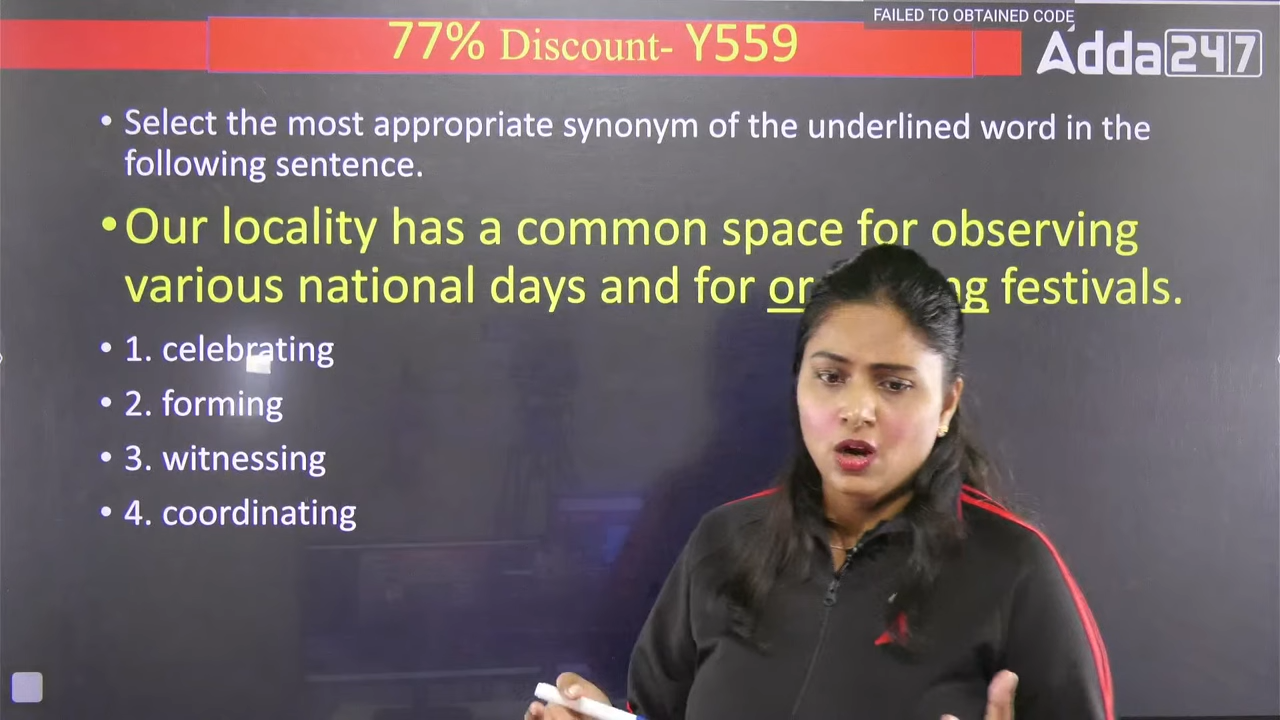 FAILED TO OBTAINED CODE
77% Discount- Y559
Adda247
• Select the most appropriate synonym of the underlined word in the
following sentence.
• Our locality has a common space for observing
various national days and for festivals.
• 1. celebrating
• 2. forming
• 3. witnessing
• 4. coordinating